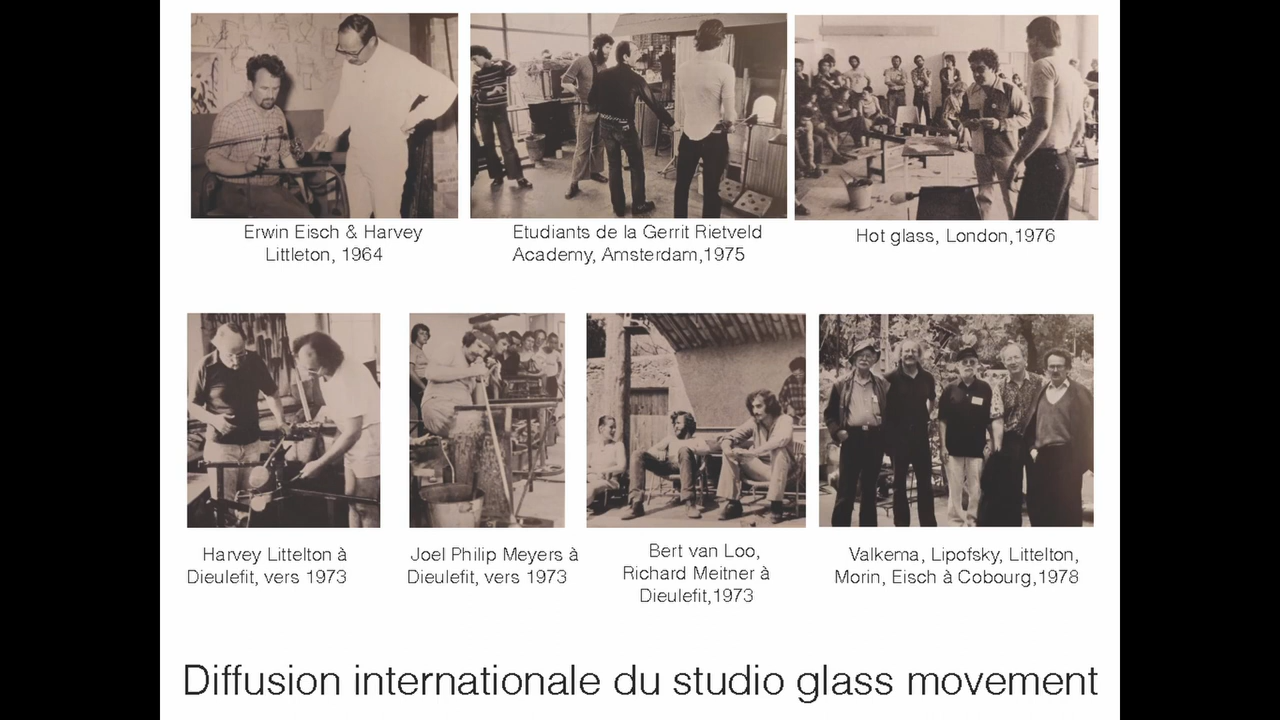 Erwin Eisch & Harvey
Littleton, 1964
Etudiants de la Gerrit Rietveld
Academy, Amsterdam,1975
Hot glass, London,1976
Harvey Littelton à
Dieulefit, vers 1973
Joel Philip Meyers à
Dieulefit, vers 1973
Bert van Loo,
Richard Meitner à
Dieulefit,1973
Valkema, Lipofsky, Littelton,
Morin, Eisch à Cobourg,1978
Diffusion internationale du studio glass movement